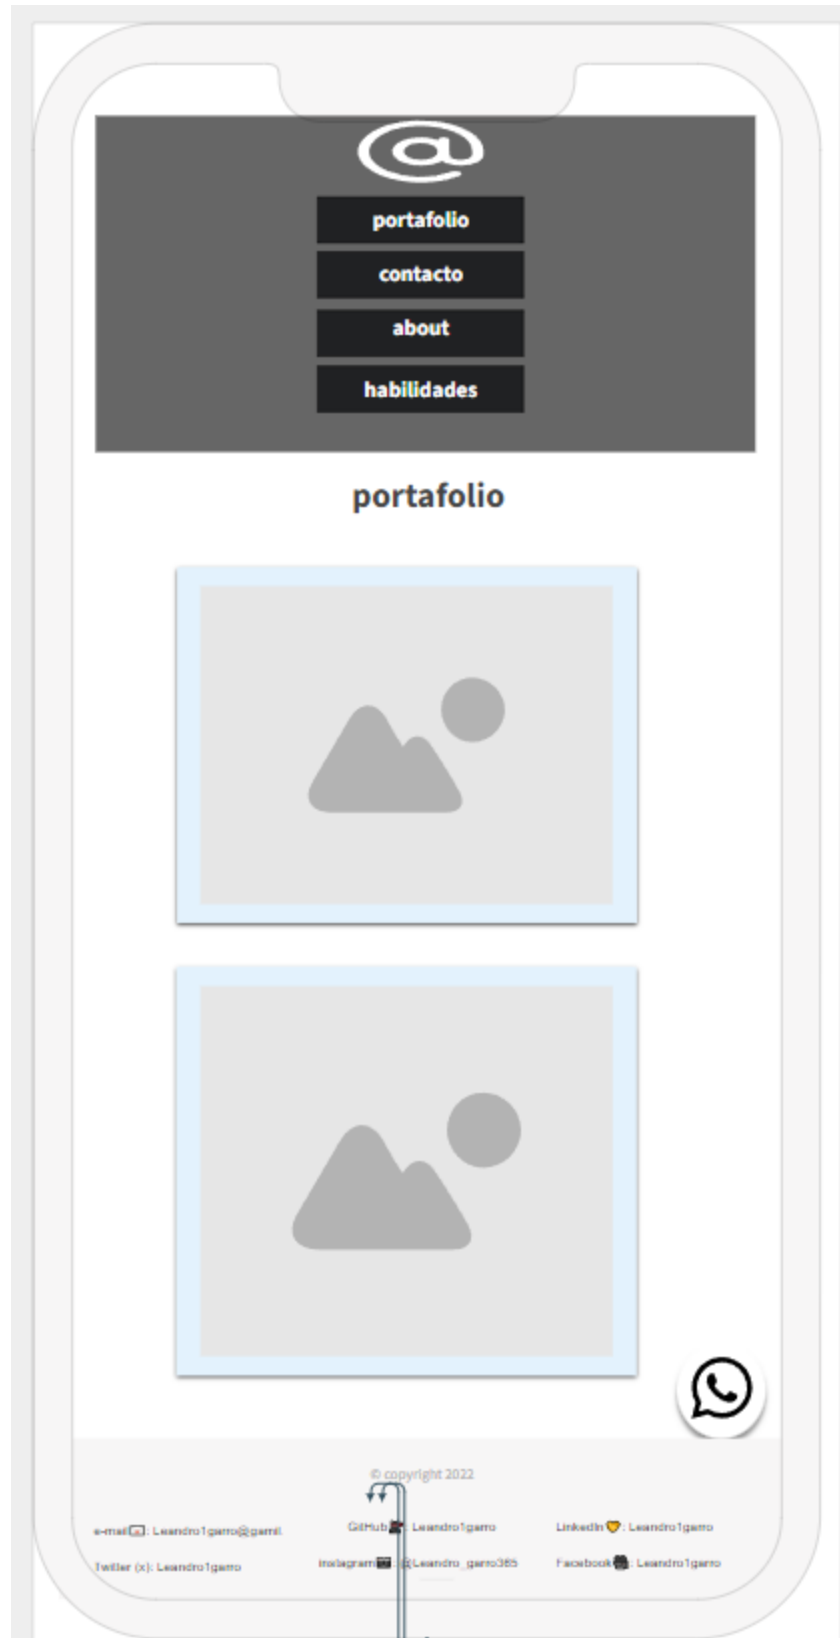 @
portafolio
contacto
about
habilidades
portafolio
© copyright 2022
e-mail💌: Leandro1garro@gamil
GitHub: Leandro1garro
LinkedIn💛: Leandro1garro
Twitter (x): Leandro1garro
instagram📷: @Leandro_garro365
Facebook: Leandro1garro